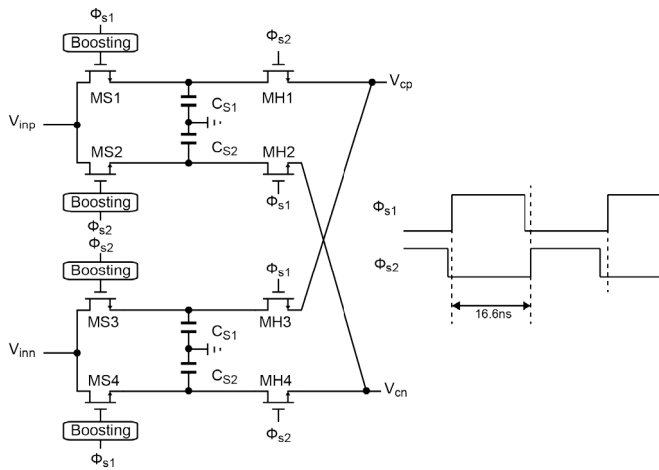 Φs1
Boosting
Φs2
MS1
MH1
Vcp
CS1
Vinp
MS2
CS2
MH2
Boosting
Φs1
Φs2
Φs2
Boosting
Φs1
MS3
MH3
CS1
Vinn
MS4
CS2
MH4
Vcn
Boosting
Φs2
Φs1
Φs1
Φs2
16.6ns